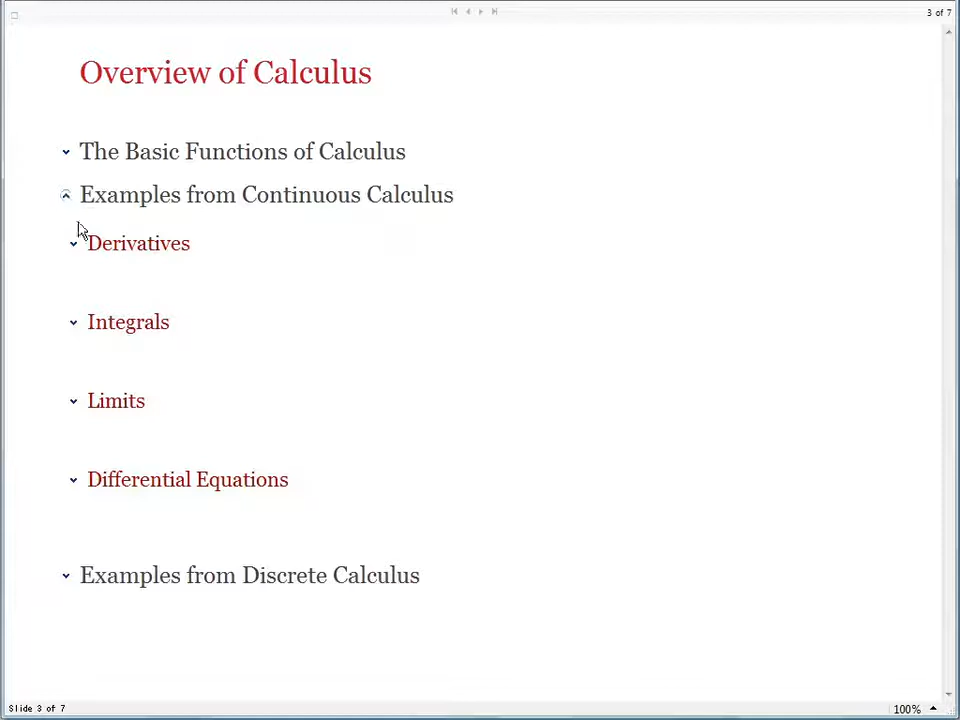 3 of 7
Overview of Calculus
The Basic Functions of Calculus
Examples from Continuous Calculus
Derivatives
Integrals
Limits
Differential Equations
Examples from Discrete Calculus
Slide 3 of 7
100%